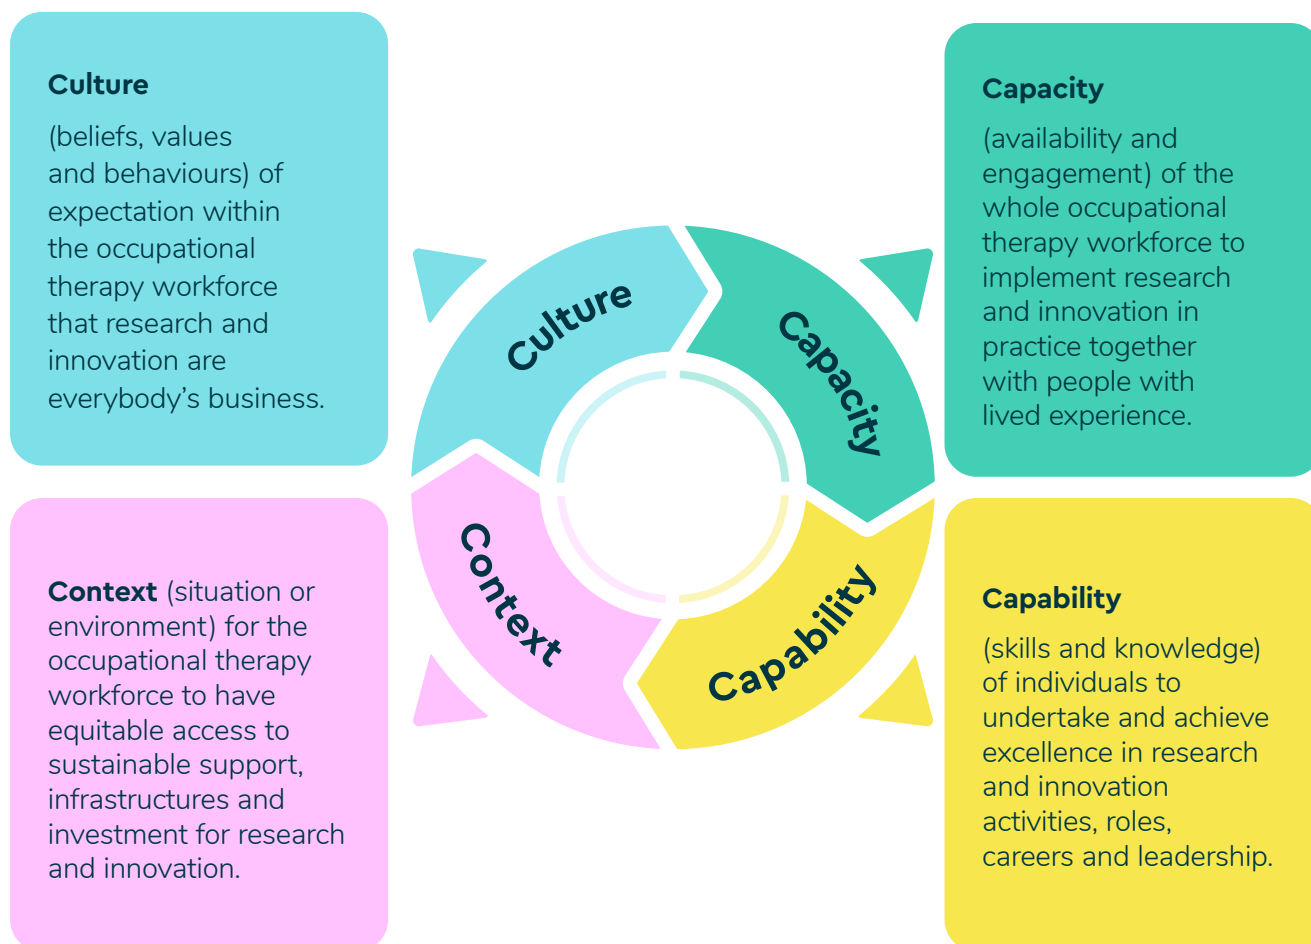 Culture
(beliefs, values
and behaviours) of
expectation within
the occupational
therapy workforce
that research and
innovation are
everybody’s business.
Capacity
(availability and
engagement) of the
whole occupational
therapy workforce to
implement research
and innovation in
practice together
with people with
lived experience.
Culture
Capacity
Context
Capability
Context (situation or
environment) for the
occupational therapy
workforce to have
equitable access to
sustainable support,
infrastructures and
investment for research
and innovation.
Capability
(skills and knowledge)
of individuals to
undertake and achieve
excellence in research
and innovation
activities, roles,
careers and leadership.